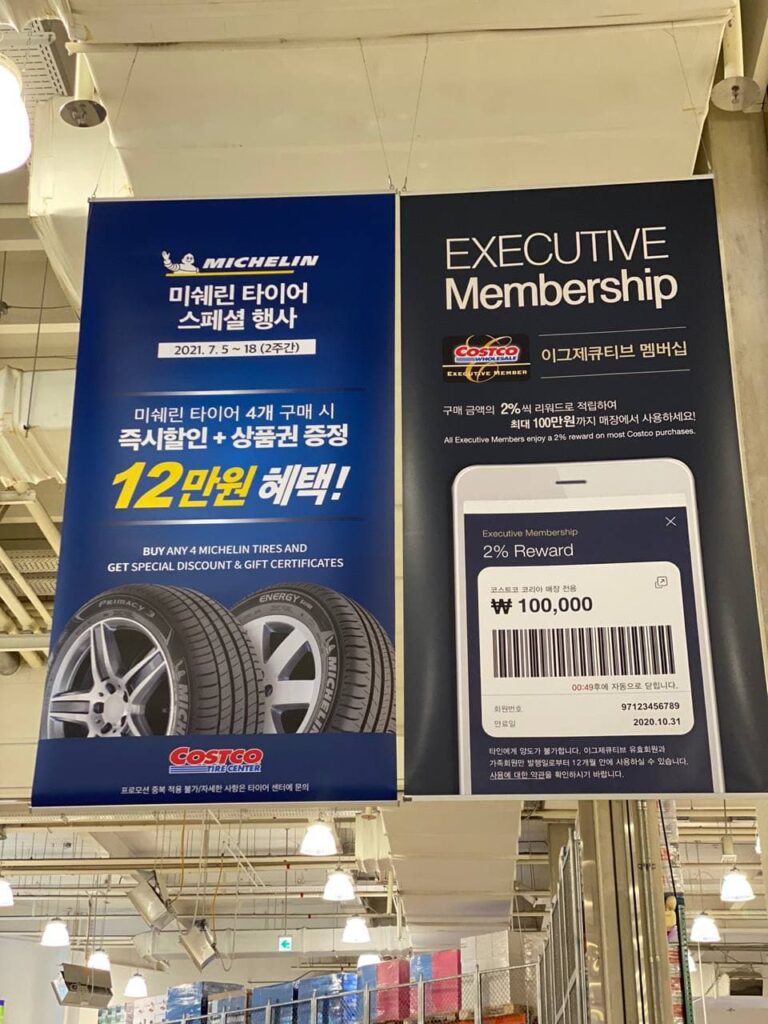 MICHELIN
미쉐린 타이어
스페셜 행사
2021. 7. 5 ~ 18 (2주간)
미쉐린 타이어 4개 구매 시
즉시할인 + 상품권 증정
12만원 혜택!
BUY ANY 4 MICHELIN TIRES AND
GET SPECIAL DISCOUNT & GIFT CERTIFICATES
PRIMACY 3
MICHELIN
ENERGY
MICHELIN
COSTCO
TIRE CENTER
프로모션 중복 적용 불가/자세한 사항은 타이어 센터에 문의
EXECUTIVE
Membership
COSTCO
WHOLESALE
EXECUTIVE MEMBER
이그제큐티브 멤버십
구매 금액의 2%씩 리워드로 적립하여
최대 100만원까지 매장에서 사용하세요!
All Executive Members enjoy a 2% reward on most Costco purchases.
Executive Membership
2% Reward
코스트코 코리아 매장 전용
₩ 100,000
00:49후에 자동으로 닫힙니다.
회원번호 97123456789
만료일 2020.10.31
타인에게 양도가 불가합니다. 이그제큐티브 유효회원과
가족회원만 발행일로부터 12개월 안에 사용하실 수 있습니다.
사용에 대한 약관을 확인하시기 바랍니다.